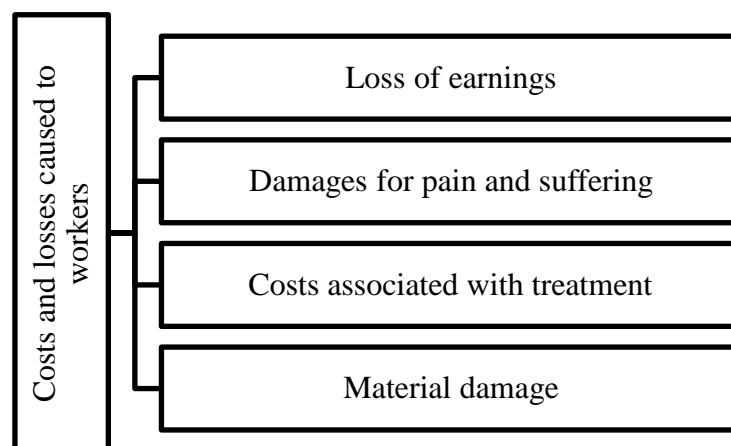 Costs and losses caused to
workers
Loss of earnings
Damages for pain and suffering
Costs associated with treatment
Material damage